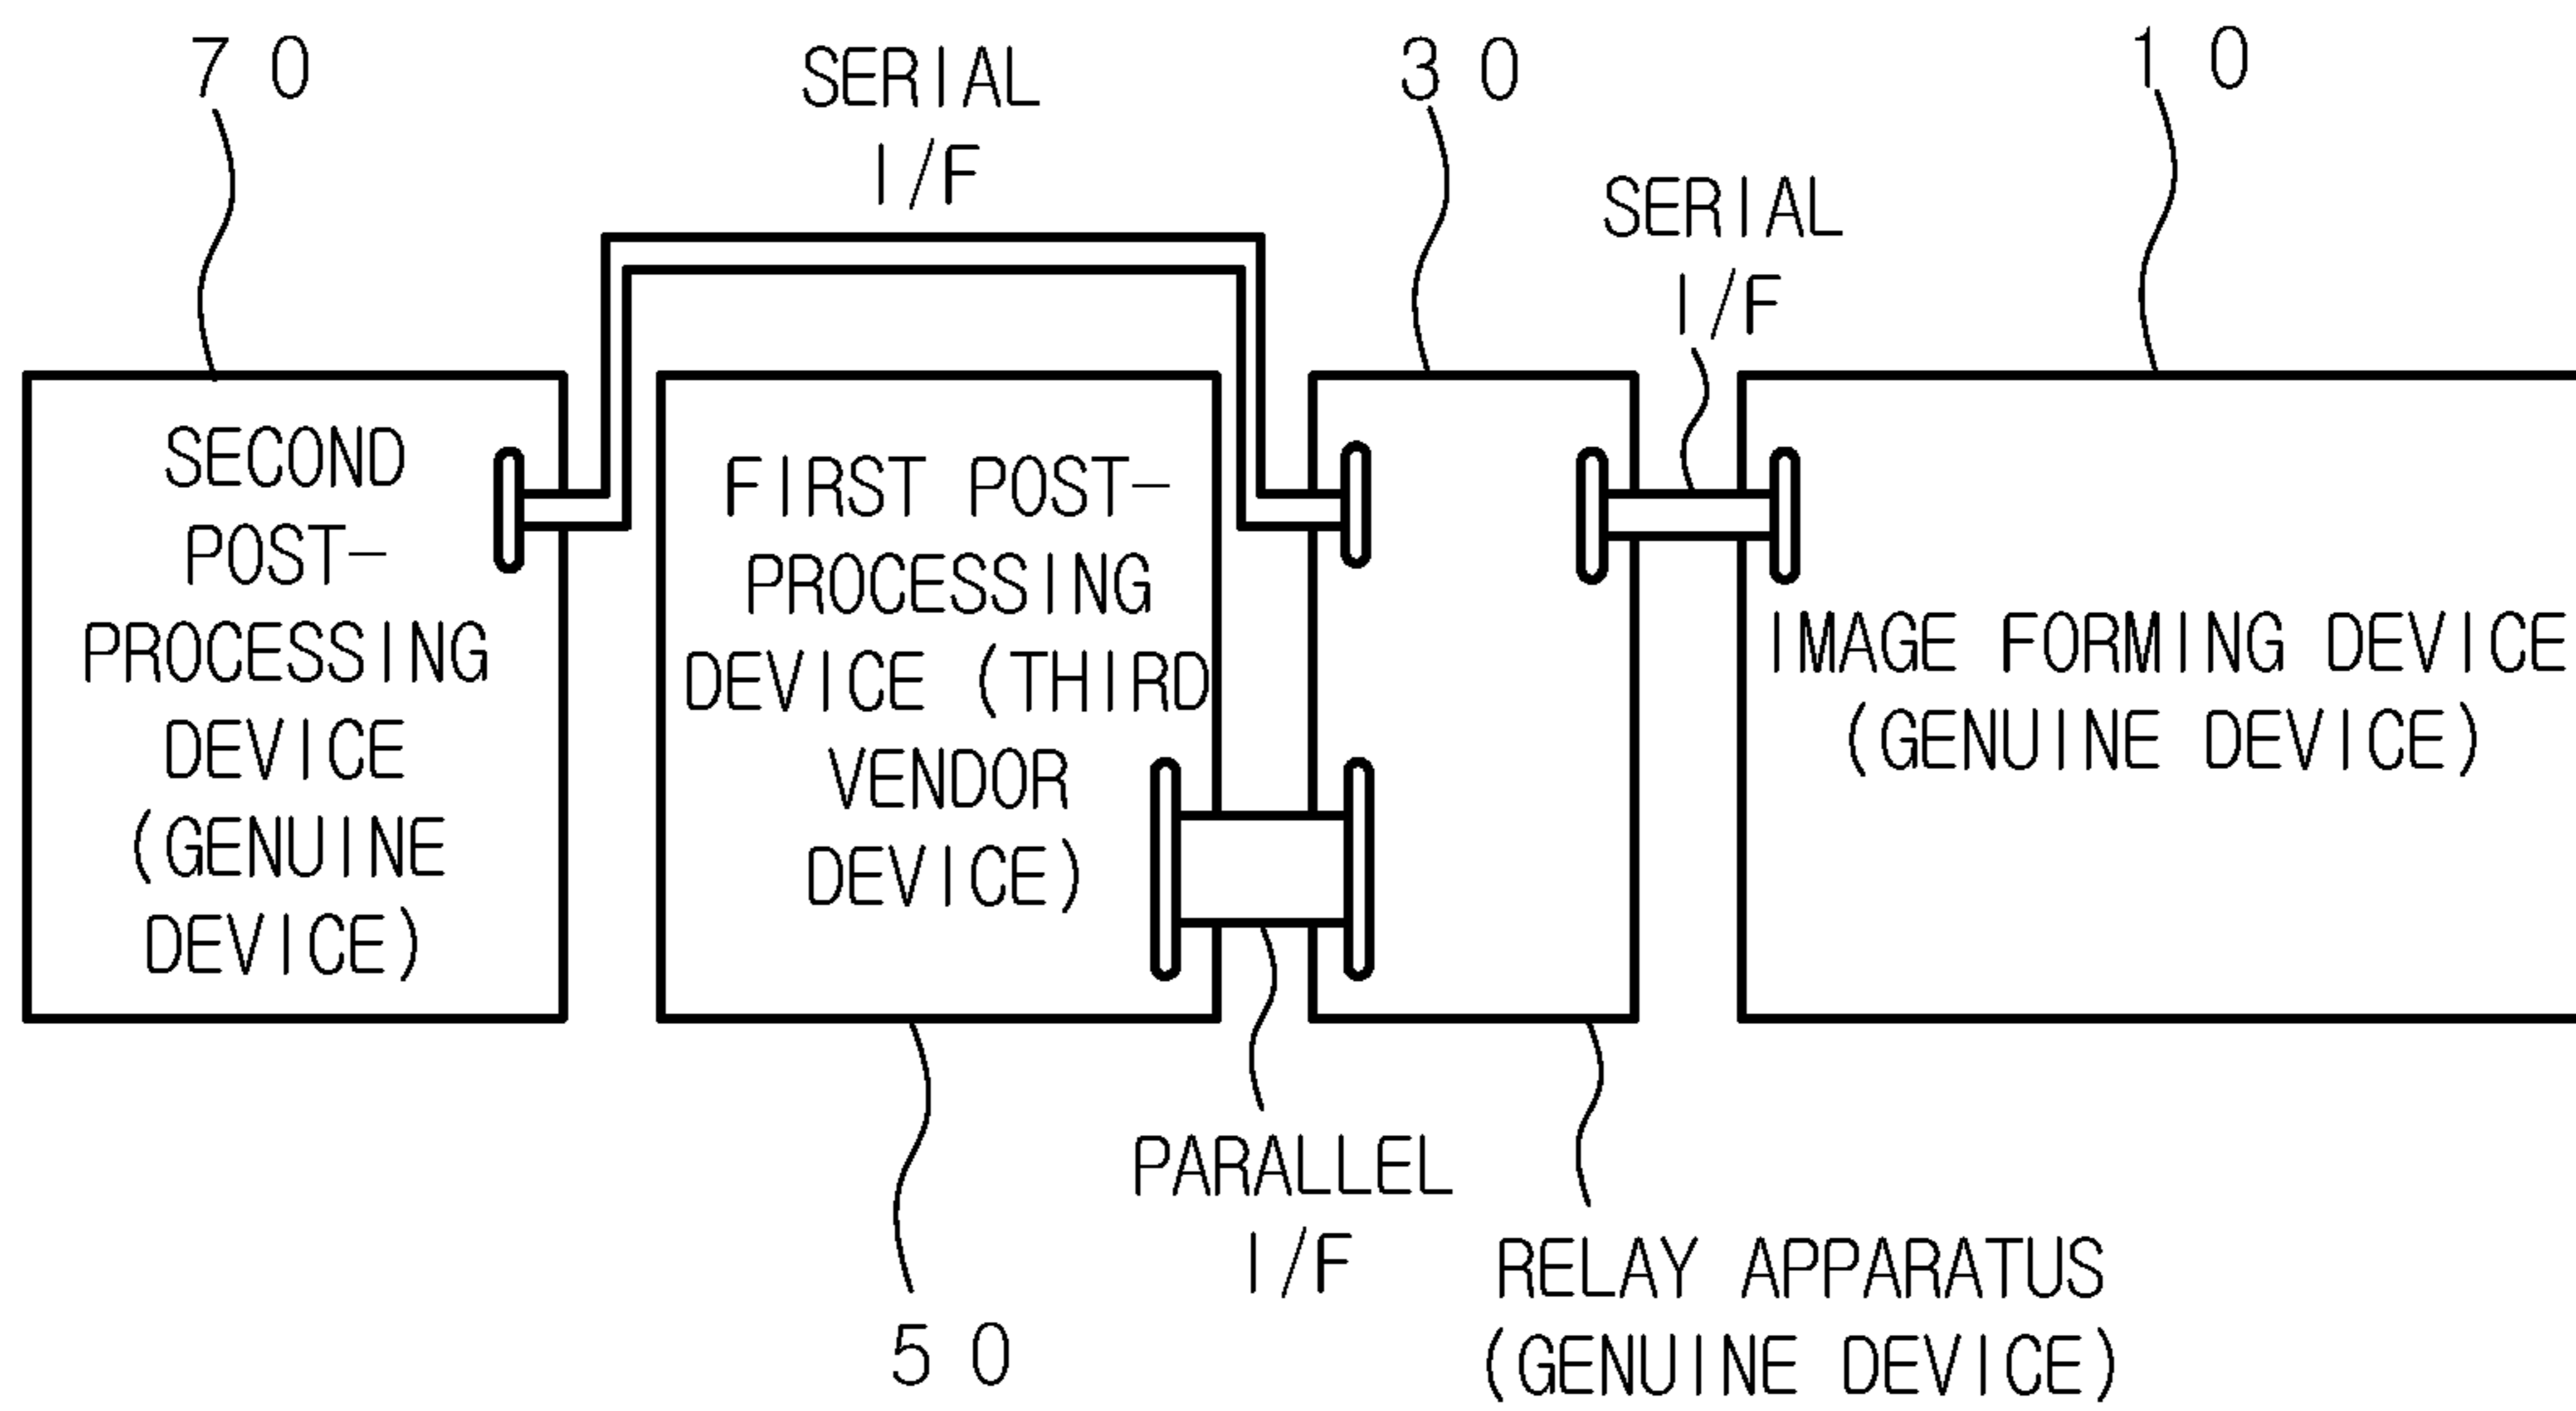 70
SERIAL
I/F
30
10
SERIAL
I/F
SECOND
POST-
PROCESSING
DEVICE
(GENUINE
DEVICE)
FIRST POST-
PROCESSING
DEVICE (THIRD
VENDOR
DEVICE)
IMAGE FORMING DEVICE
(GENUINE DEVICE)
PARALLEL
I/F
50
RELAY APPARATUS
(GENUINE DEVICE)